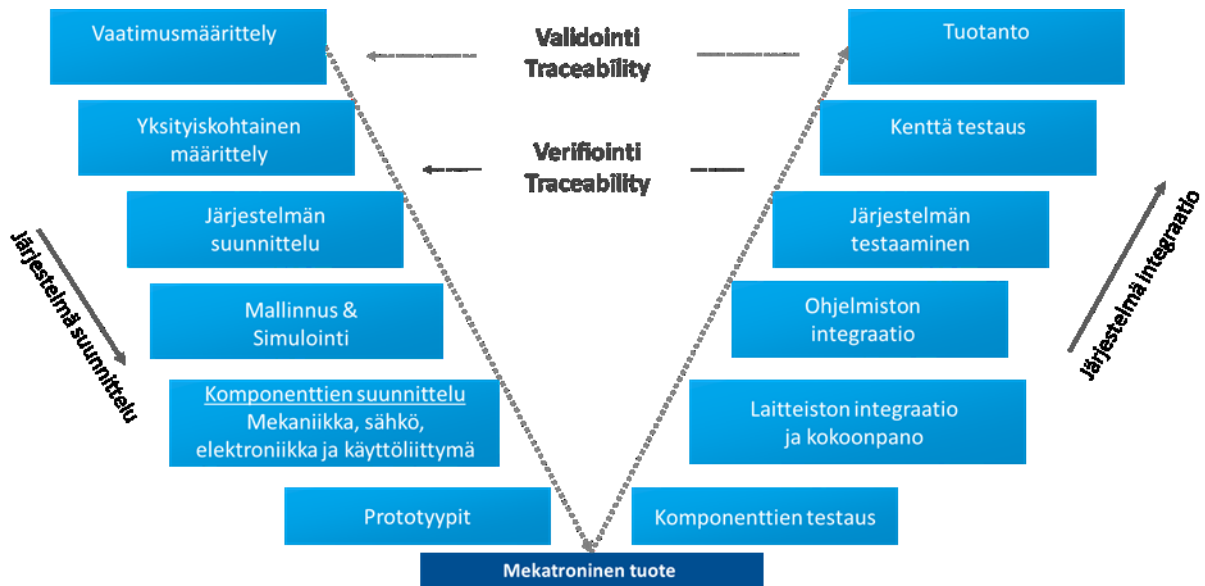 Vaatimusmäärittely
Validointi
Traceability
Tuotanto
Yksityiskohtainen
määrittely
Verifiointi
Traceability
Kenttä testaus
Järjestelmän
suunnittelu
Järjestelmän
testaaminen
Järjestelmä suunnittelu
Järjestelmä integraatio
Mallinnus &
Simulointi
Ohjelmiston
integraatio
Komponenttien suunnittelu
Mekaniikka, sähkö,
elektroniikka ja käyttöliittymä
Laitteiston integraatio
ja kokoonpano
Prototyypit
Komponenttien testaus
Mekatroninen tuote